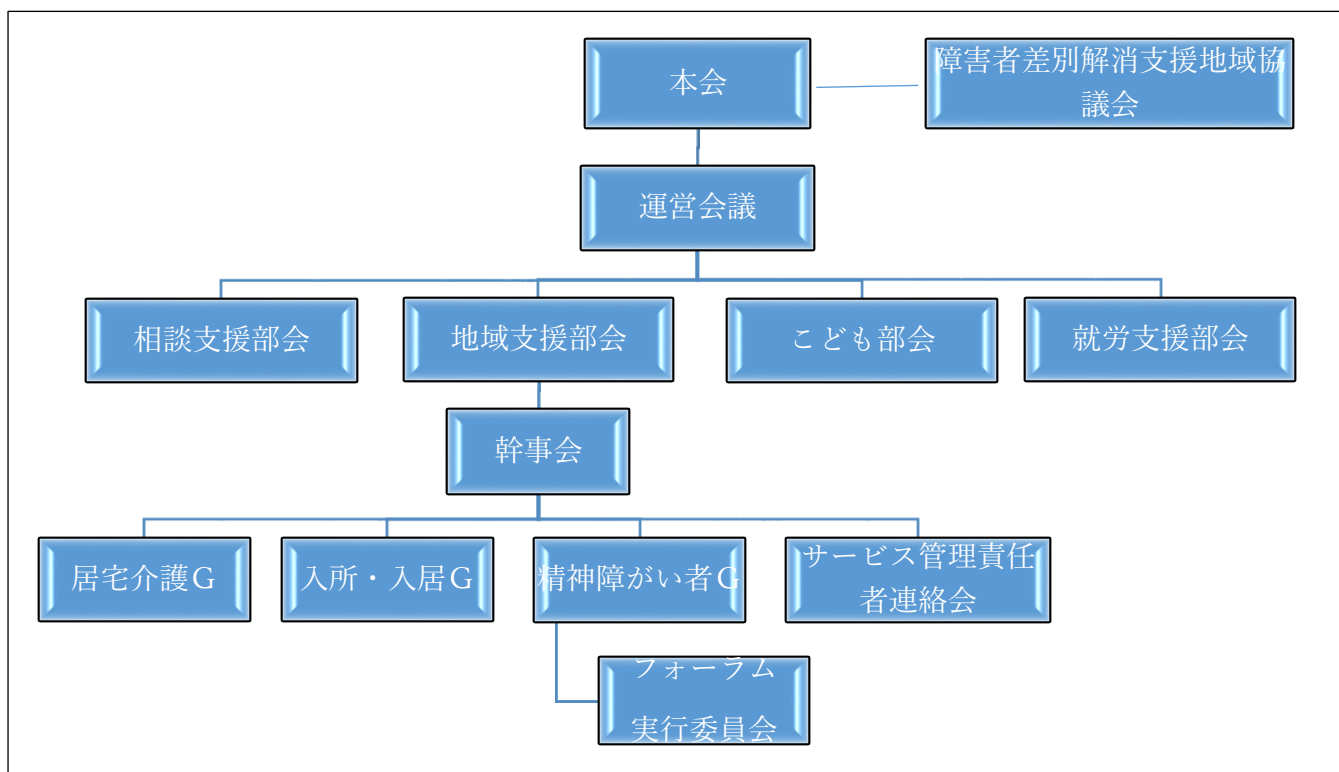 本会
障害者差別解消支援地域協
議会
運営会議
相談支援部会
地域支援部会
こども部会
就労支援部会
幹事会
居宅介護G
入所・入居G
精神障がい者G
サービス管理責任
者連絡会
フォーラム
実行委員会